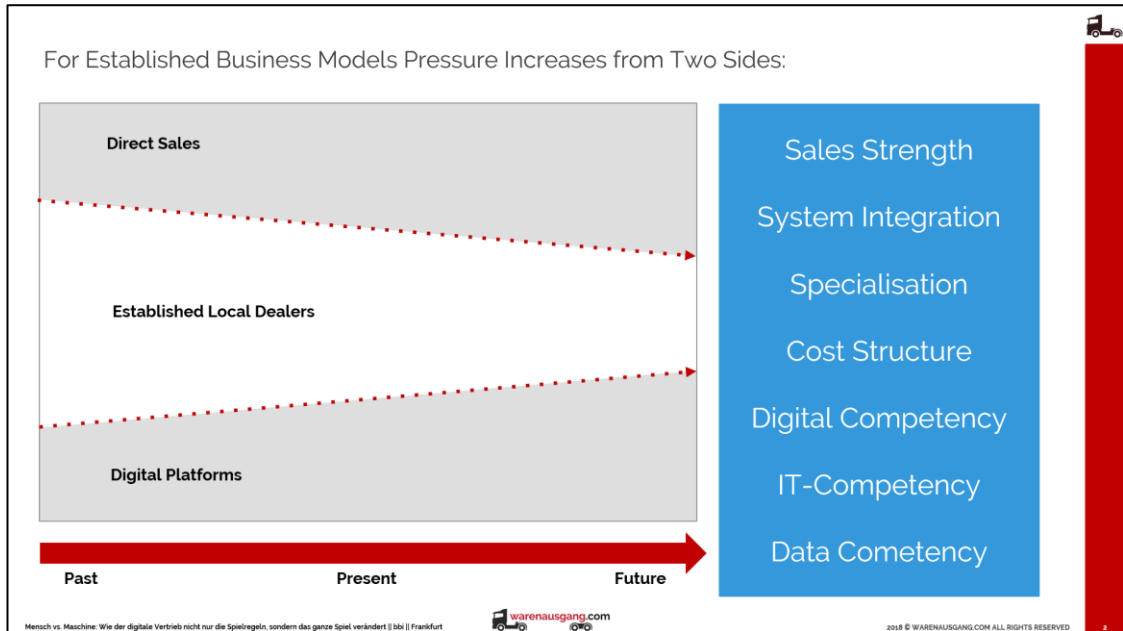 For Established Business Models Pressure Increases from Two Sides:
Direct Sales
Established Local Dealers
Digital Platforms
Past Present Future
Sales Strength
System Integration
Specialisation
Cost Structure
Digital Competency
IT-Competency
Data Cometency
Mensch vs. Maschine: Wie der digitale Vertrieb nicht nur die Spielregeln, sondern das ganze Spiel verändert || bbi || Frankfurt
warenausgang.com
2018 © WARENAUSGANG.COM ALL RIGHTS RESERVED
2